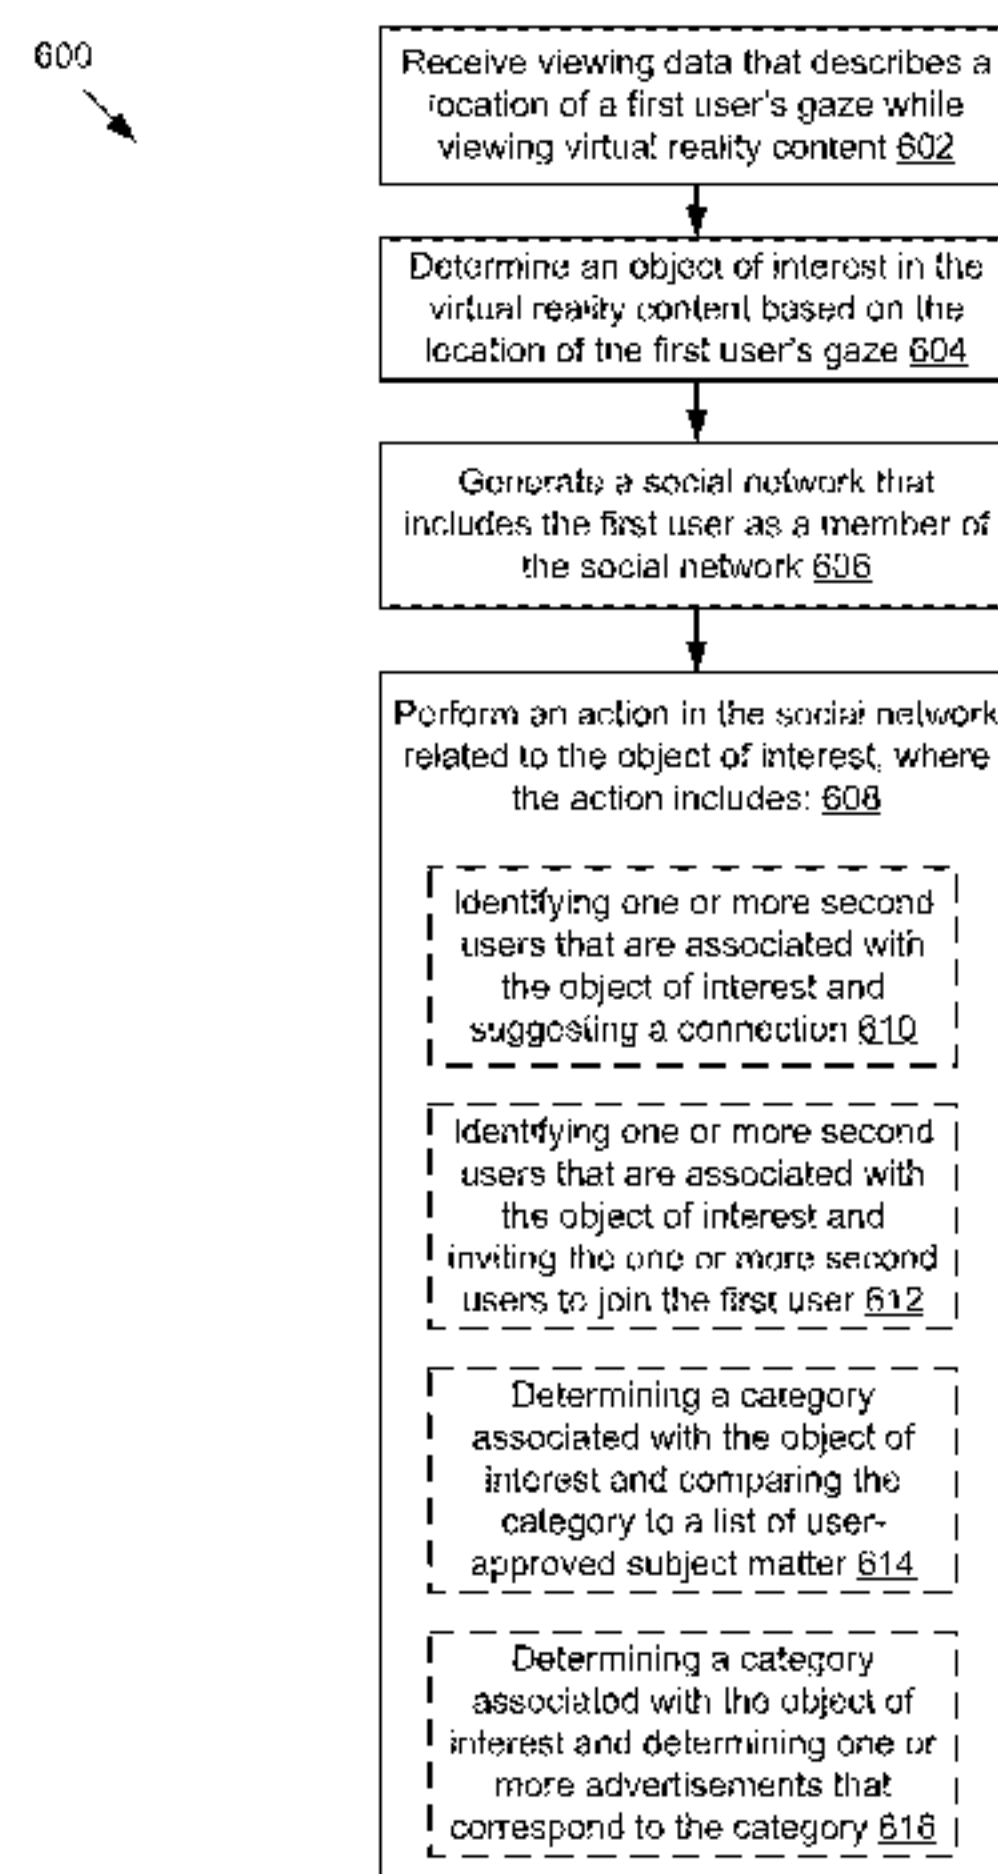 600
Receive viewing data that describes a
location of a first user's gaze while
viewing virtual reality content 602
Determine an object of interest in the
virtual reality content based on the
location of the first user's gaze 604
Generate a social network that
includes the first user as a member of
the social network 606
Perform an action in the social network
related to the object of interest, where
the action includes: 608
Identifying one or more second
users that are associated with
the object of interest and
suggesting a connection 610
Identifying one or more second
users that are associated with
the object of interest and
inviting the one or more second
users to join the first user 612
Determining a category
associated with the object of
interest and comparing the
category to a list of user-
approved subject matter 614
Determining a category
associated with the object of
interest and determining one or
more advertisements that
correspond to the category 616